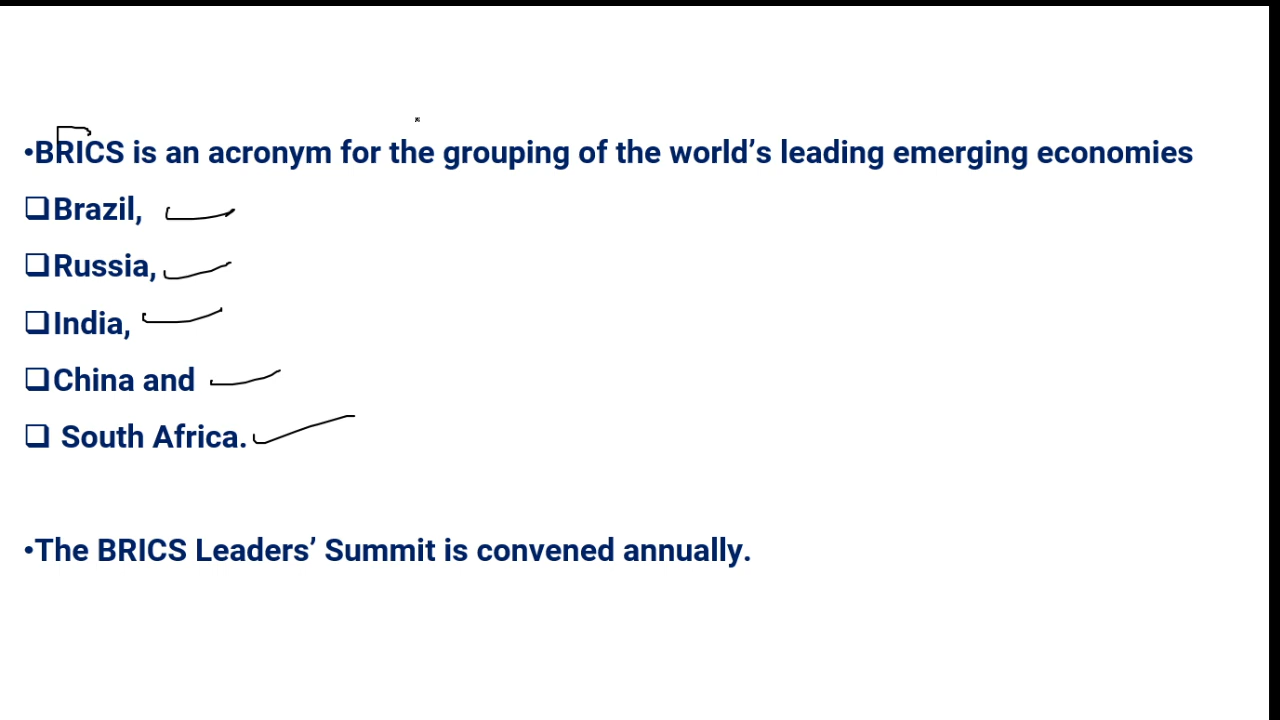 •BRICS is an acronym for the grouping of the world’s leading emerging economies
❑Brazil,
❑Russia,
❑India,
❑China and
❑ South Africa.
•The BRICS Leaders’ Summit is convened annually.